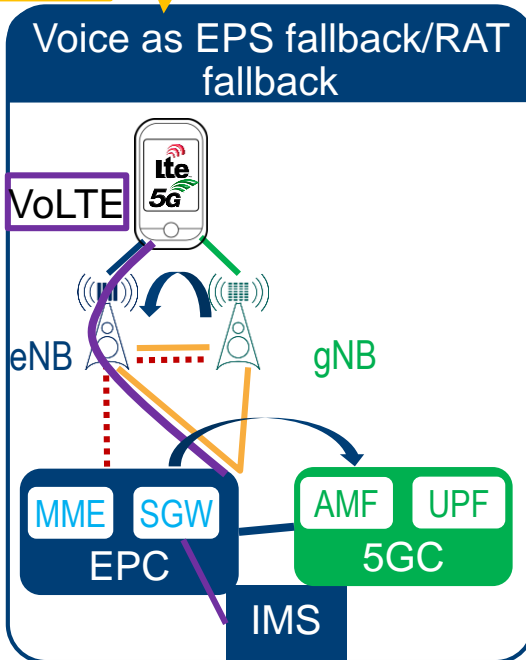 Voice as EPS fallback/RAT
fallback
Lte
5G
VoLTE
eNB
gNB
MME
SGW
AMF
UPF
EPC
5GC
IMS